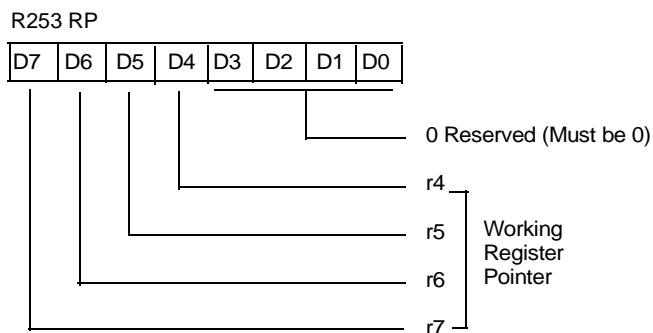 R253 RP
D7 D6 D5 D4 D3 D2 D1 D0
0 Reserved (Must be 0)
r4
r5
r6
r7
Working
Register
Pointer